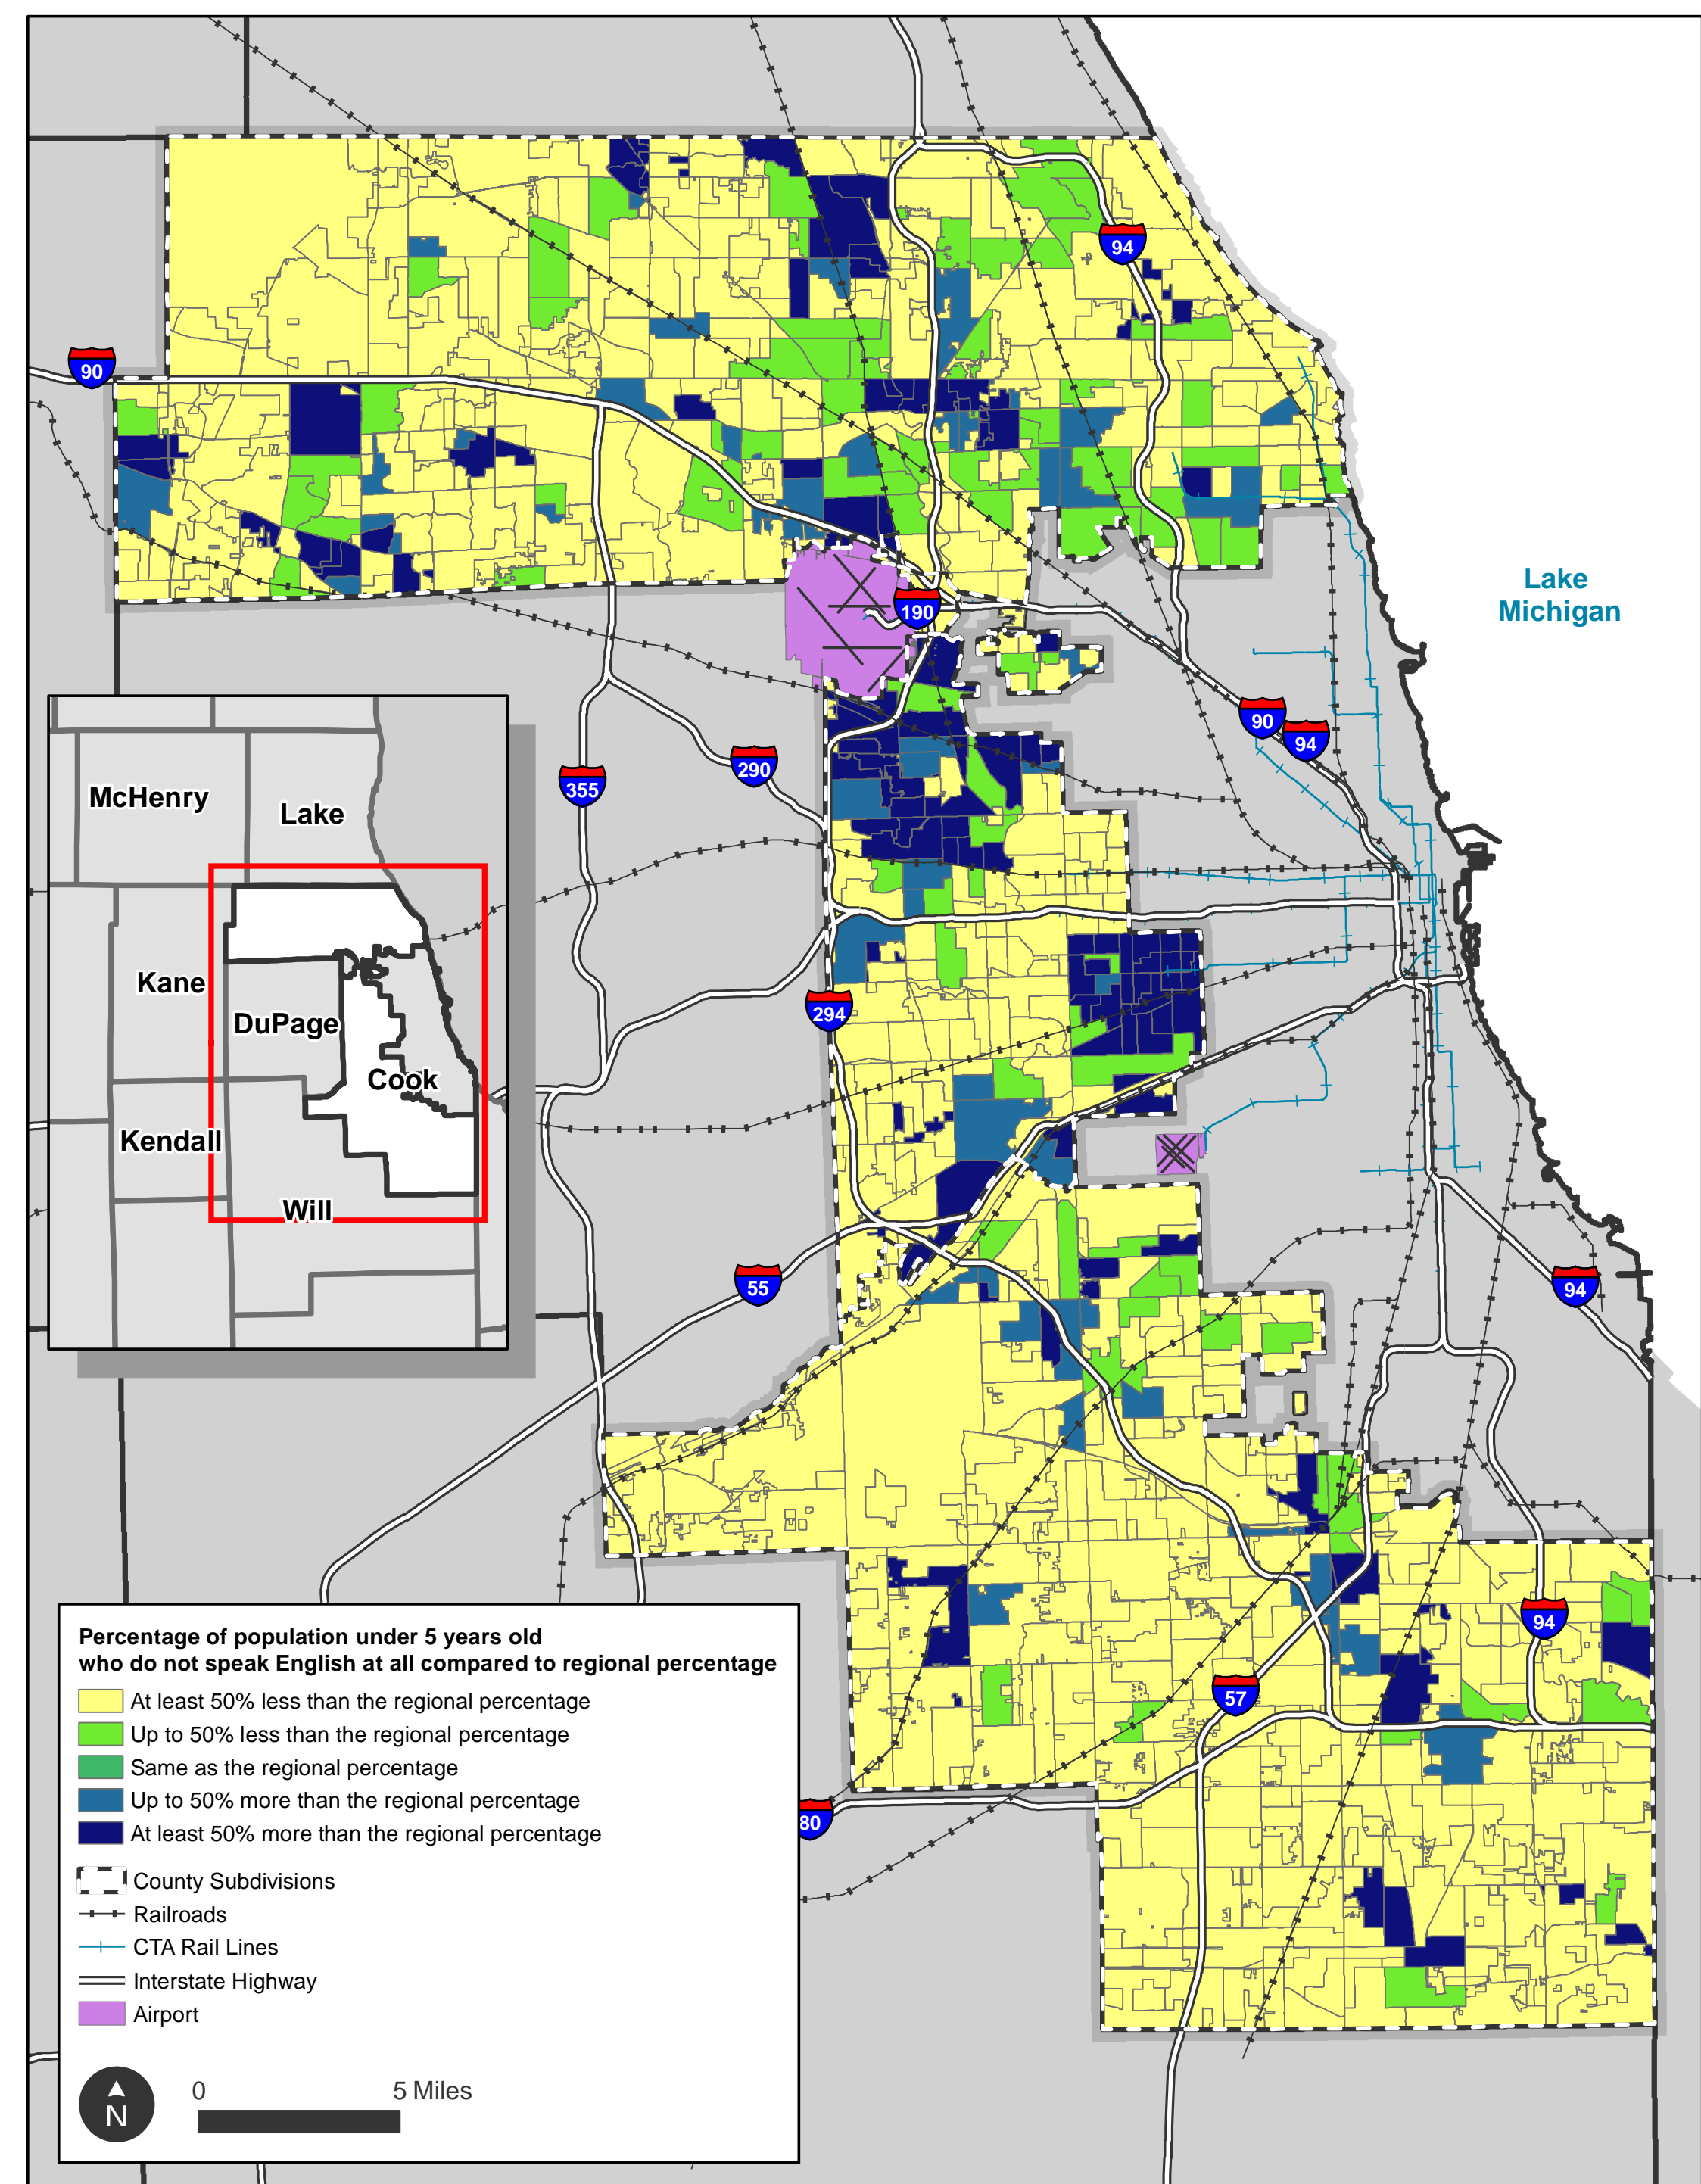 94
90
190
Lake
Michigan
90
94
290
355
McHenry
Lake
294
Kane
DuPage
Cook
Kendall
Will
55
94
94
57
80
Percentage of population under 5 years old
who do not speak English at all compared to regional percentage
At least 50% less than the regional percentage
Up to 50% less than the regional percentage
Same as the regional percentage
Up to 50% more than the regional percentage
At least 50% more than the regional percentage
County Subdivisions
Railroads
CTA Rail Lines
Interstate Highway
Airport
N
0 5 Miles